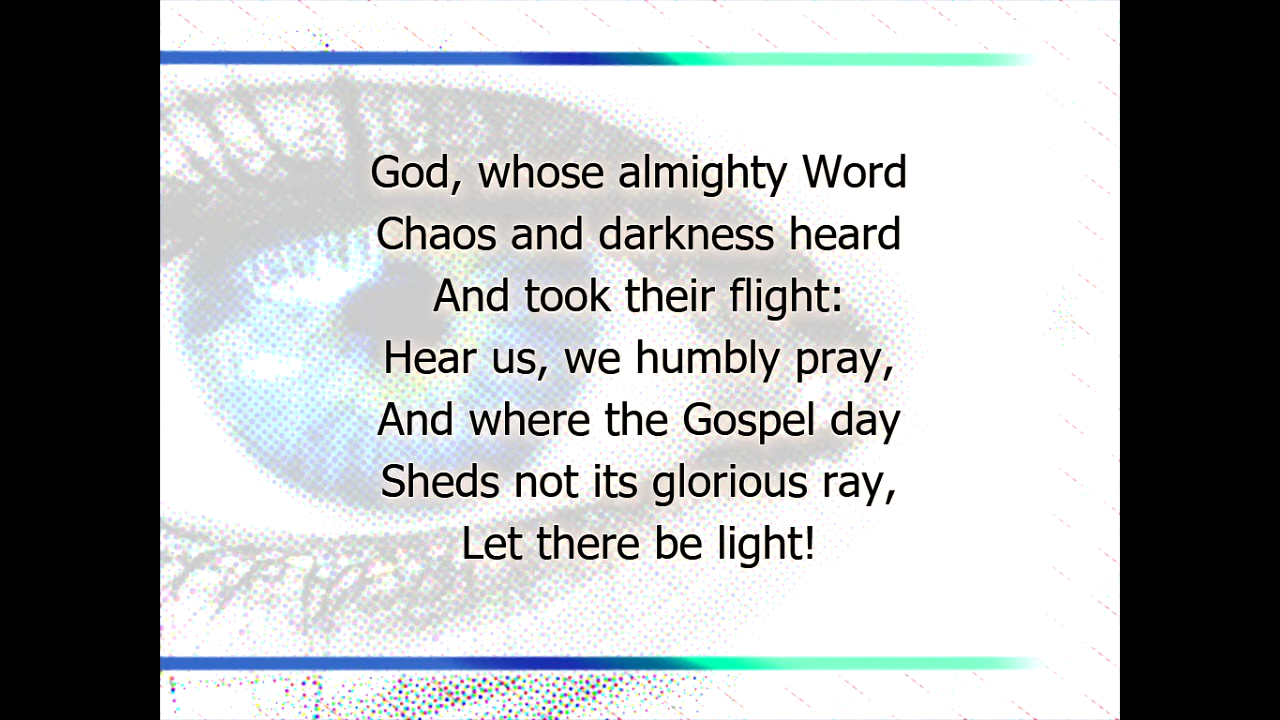 God, whose almighty Word
Chaos and darkness heard
And took their flight:
Hear us, we humbly pray,
And where the Gospel day
Sheds not its glorious ray,
Let there be light!